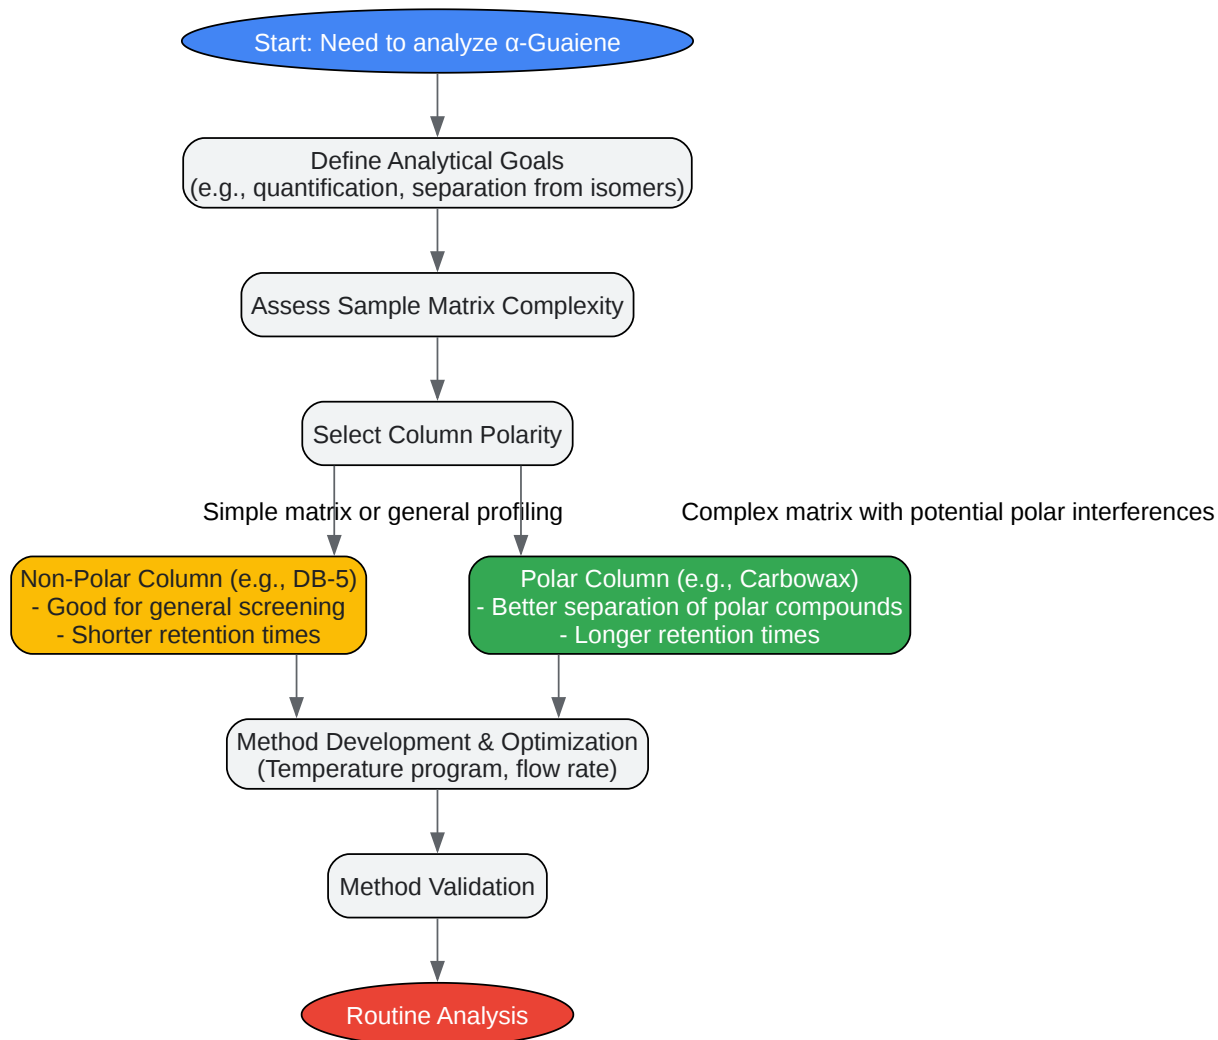 Start: Need to analyze α-Guaiene
Define Analytical Goals
(e.g., quantification, separation from isomers)
Assess Sample Matrix Complexity
Select Column Polarity
Simple matrix or general profiling
Complex matrix with potential polar interferences
Non-Polar Column (e.g., DB-5)
- Good for general screening
- Shorter retention times
Polar Column (e.g., Carbowax)
- Better separation of polar compounds
- Longer retention times
Method Development & Optimization
(Temperature program, flow rate)
Method Validation
Routine Analysis